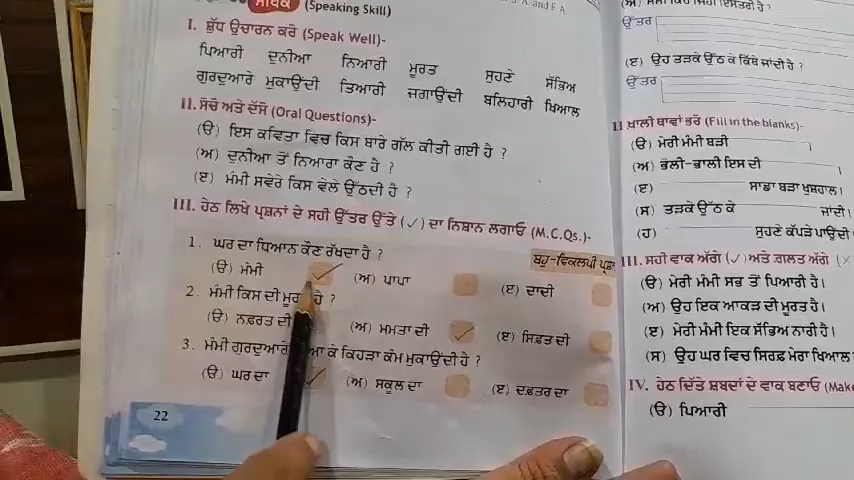 ਸਾਰਥਕ (Speaking Skill)
I. ਸ਼ੁੱਧ ਉਚਾਰਨ ਕਰੋ (Speak Well)-
ਪਿਆਰੀ ਦੁਨੀਆ ਨਿਆਰੀ ਮੂਰਤ ਸੁਹਣੇ ਸੱਭਿਅ
ਗੁਰਦੁਆਰੇ ਮੁਕਾਉਂਦੀ ਤਿਆਰੀ ਜਗਾਉਂਦੀ ਬਲਿਹਾਰੀ ਖਿਆਲ
II. ਸੋਚੋ ਅਤੇ ਦੱਸੋ (Oral Questions)-
(ੳ) ਇਸ ਕਵਿਤਾ ਵਿਚ ਕਿਸ ਬਾਰੇ ਗੱਲ ਕੀਤੀ ਗਈ ਹੈ ?
(ਅ) ਦੁਨੀਆ ਤੋਂ ਨਿਆਰਾ ਕੌਣ ਹੈ ?
(ੲ) ਮੰਮੀ ਸਵੇਰੇ ਕਿਸ ਵੇਲੇ ਉੱਠਦੀ ਹੈ ?
III. ਹੇਠ ਲਿਖੇ ਪ੍ਰਸ਼ਨਾਂ ਦੇ ਸਹੀ ਉੱਤਰ ਉੱਤੇ (✓) ਦਾ ਨਿਸ਼ਾਨ ਲਗਾਓ (M.C.Qs.)-
ਬਹੁ-ਵਿਕਲਪੀ ਪ੍ਰਸ਼ਨ
1. ਘਰ ਦਾ ਧਿਆਨ ਕੌਣ ਰੱਖਦਾ ਹੈ ?
(ੳ) ਮੰਮੀ ✓ (ਅ) ਪਾਪਾ (ੲ) ਦਾਦੀ
2. ਮੰਮੀ ਕਿਸ ਦੀ ਮੂਰਤ ਹੈ ?
(ੳ) ਨਫ਼ਰਤ ਦੀ (ਅ) ਮਮਤਾ ਦੀ ✓ (ੲ) ਸਿਫ਼ਤ ਦੀ
3. ਮੰਮੀ ਗੁਰਦੁਆਰੇ ਕੇ ਕਿਹੜਾ ਕੰਮ ਮੁਕਾਉਂਦੀ ਹੈ ?
(ੳ) ਘਰ ਦਾ ✓ (ਅ) ਸਕੂਲ ਦਾ (ੲ) ਦਫ਼ਤਰ ਦਾ
22
ਉੱਤਰ
(ੲ) ਉਹ ਤੜਕੇ ਉੱਠ ਕੇ ਕਿੱਥੇ ਜਾਂਦੀ ਹੈ ?
ਉੱਤਰ
II ਖ਼ਾਲੀ ਥਾਵਾਂ ਭਰੋ (Fill in the blanks)-
(ੳ) ਮੇਰੀ ਮੰਮੀ ਬੜੀ
(ਅ) ਭੋਲੀ-ਭਾਲੀ ਇਸ ਦੀ
(ੲ) ਸਾਡਾ ਬੜਾ ਖੁਸ਼ਹਾਲ।
(ਸ) ਤੜਕੇ ਉੱਠ ਕੇ ਜਾਂਦੀ।
(ਹ) ਸੁਹਣੇ ਕੱਪੜੇ ਪਾਉਂਦੀ
III. ਸਹੀ ਵਾਕ ਅੱਗੇ (✓) ਅਤੇ ਗਲਤ ਅੱਗੇ (X
(ੳ) ਮੇਰੀ ਮੰਮੀ ਸਭ ਤੋਂ ਪਿਆਰੀ ਹੈ।
(ਅ) ਉਹ ਇਕ ਆਕੜ ਦੀ ਮੂਰਤ ਹੈ।
(ੲ) ਮੇਰੀ ਮੰਮੀ ਇਕ ਸੱਭਿਅ ਨਾਰੀ ਹੈ।
(ਸ) ਉਹ ਘਰ ਵਿਚ ਸਿਰਫ਼ ਮੇਰਾ ਖਿਆਲ
IV. ਹੇਠ ਦਿੱਤੇ ਸ਼ਬਦਾਂ ਦੇ ਵਾਕ ਬਣਾਓ (Make
(ੳ) ਪਿਆਰੀ